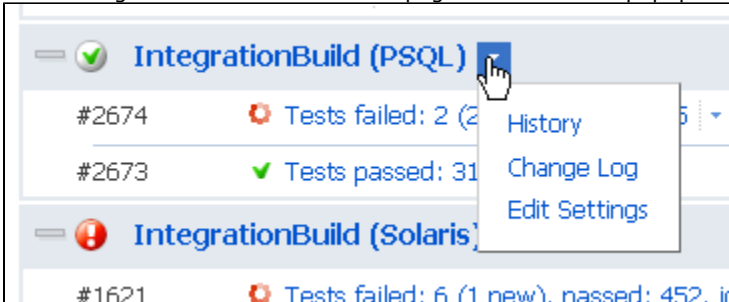 IntegrationBuild (PSQL)
#2674 Tests failed: 2 (2
History
#2673 Tests passed: 31
Change Log
Edit Settings
IntegrationBuild (Solaris)
#1621 Tests failed: 6 (1 new), passed: 452,